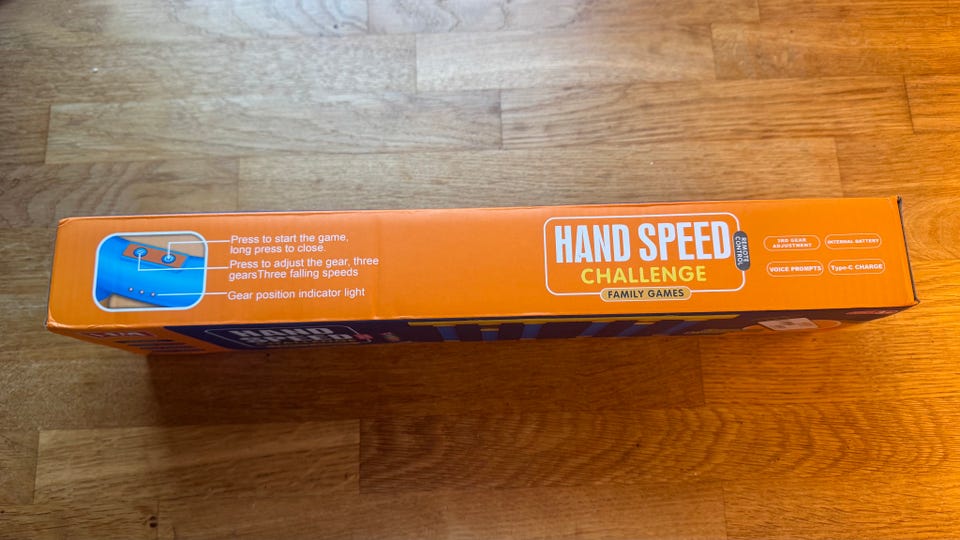 Press to start the game,
long press to close.
Press to adjust the gear, three
gearsThree falling speeds
Gear position indicator light
HAND SPEED
CHALLENGE
FAMILY GAMES
REMOTE
CONTROL
3RD GEAR
ADJUSTMENT
INTERNAL BATTERY
VOICE PROMPTS
Type-C CHARGE
HAND
SPEED